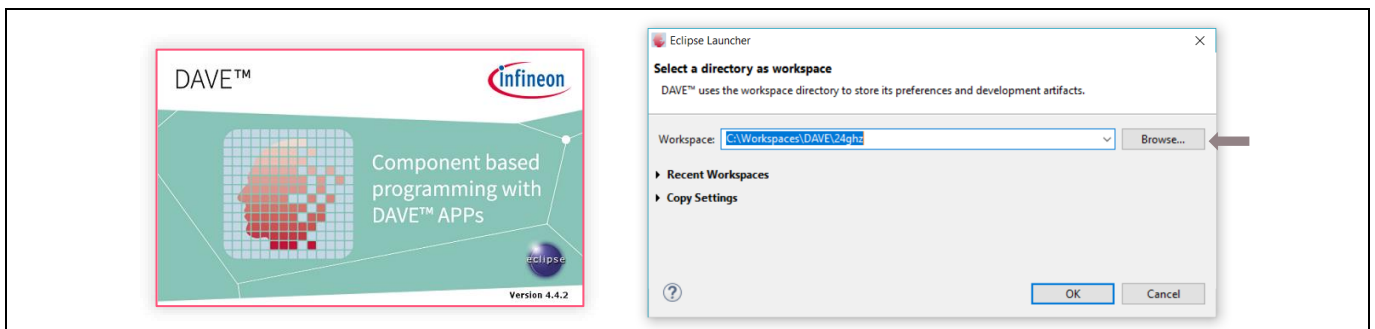 DAVE™
infineon
Component based
programming with
DAVE™ APPs
eclipse
Version 4.4.2
Eclipse Launcher
Select a directory as workspace
DAVE™ uses the workspace directory to store its preferences and development artifacts.
Workspace: C:\Workspaces\DAVE\24ghz Browse...
Recent Workspaces
Copy Settings
? OK Cancel